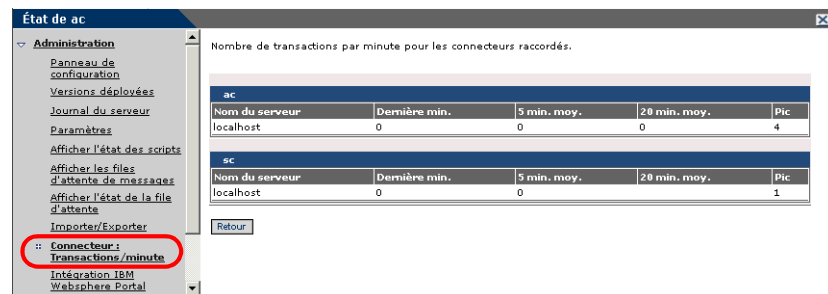 État de ac
Administration
Panneau de
configuration
Versions déployées
Journal du serveur
Paramètres
Afficher l'état des scripts
Afficher les files
d'attente de messages
Afficher l'état de la file
d'attente
Importer/Exporter
Connecteur :
Transactions/minute
Intégration IBM
Websphere Portal
Nombre de transactions par minute pour les connecteurs raccordés.
ac
Nom du serveur Dernière min. 5 min. moy. 20 min. moy. Pic
localhost 0 0 0 4
sc
Nom du serveur Dernière min. 5 min. moy. 20 min. moy. Pic
localhost 0 0 1
Retour